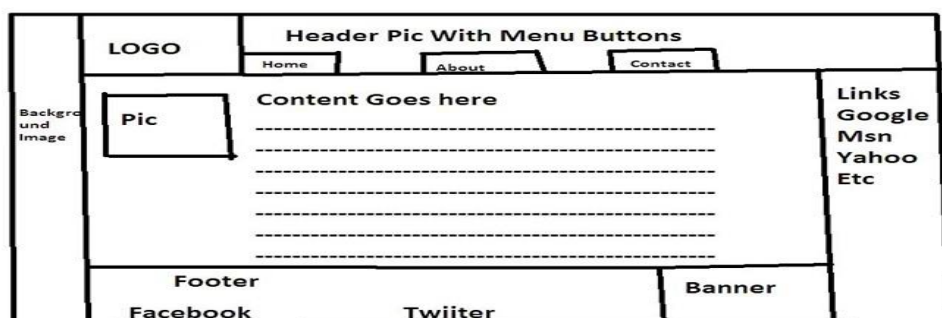 LOGO
Header Pic With Menu Buttons
Home
About
Contact
Backgro
und
Image
Pic
Content Goes here
Links
Google
Msn
Yahoo
Etc
Footer
Banner
Facebook
Twiiter